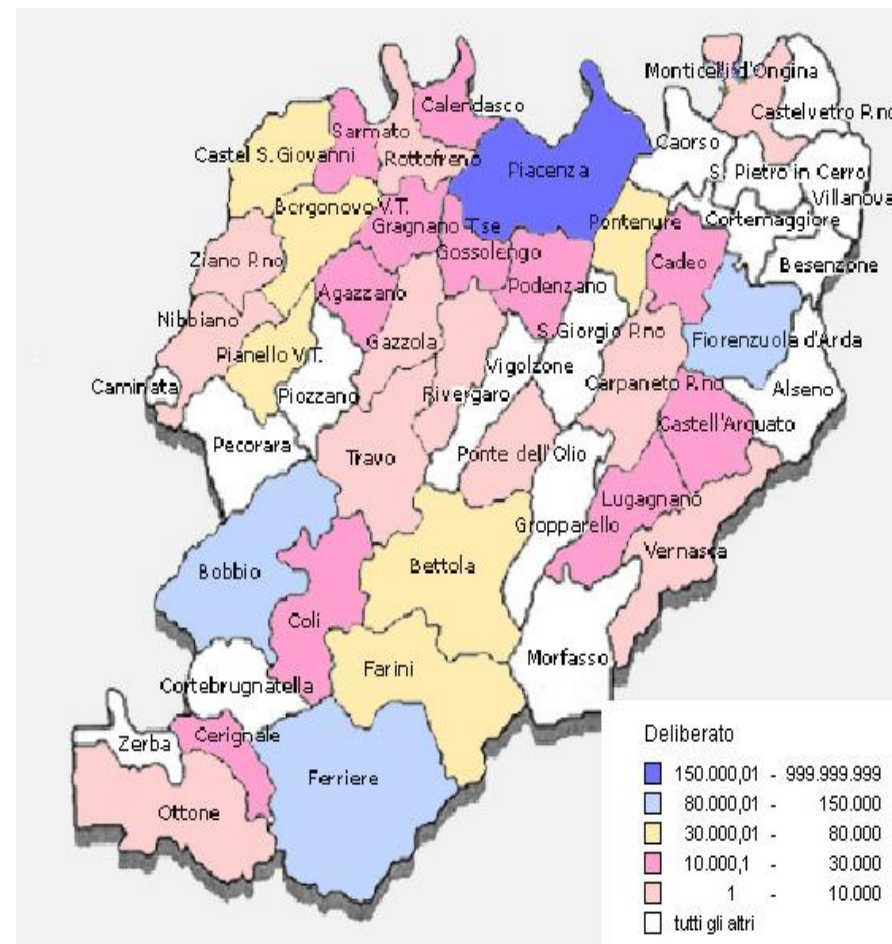 Monticelli d'Ongina
Calendasco
Castelvetro P.no
Sarmato
Caorso
Castel S. Giovanni
Rottofreno
Piacenza
S. Pietro in Cerro
Villanova
Borgonovo V.T.
Gragnano T.se
Pontenure
Cortemaggiore
Ziano P.no
Gossolengo
Cadeo
Besenzone
Agazzano
Podenzano
Nibbiano
Gazzola
S.Giorgio P.no
Fiorenzuola d'Arda
Pianello V.T.
Vigolzone
Caminata
Piozzano
Rivergaro
Carpaneto P.no
Alseno
Castell'Arquato
Pecorara
Travo
Ponte dell'Olio
Lugagnano
Gropparello
Vernasca
Bobbio
Bettola
Coli
Farini
Morfasso
Cortebrugnatella
Zerba
Cerignale
Ferriere
Ottone
Deliberato
150.000,01 - 999.999.999
80.000,01 - 150.000
30.000,01 - 80.000
10.000,1 - 30.000
1 - 10.000
tutti gli altri